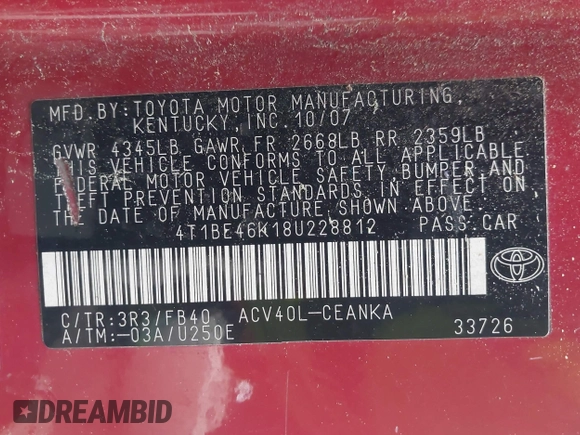 MFD. BY: TOYOTA MOTOR MANUFACTURING,
KENTUCKY, INC. 10/07
GVWR 4345LB GAWR FR 2668LB RR 2359LB
THIS VEHICLE CONFORMS TO ALL APPLICABLE
FEDERAL MOTOR VEHICLE SAFETY, BUMPER, AND
THEFT PREVENTION STANDARDS IN EFFECT ON
THE DATE OF MANUFACTURE SHOWN ABOVE.
4T1BE46K18U228812 PASS CAR
C/TR:3R3/FB40 ACV40L-CEANKA
A/TM:-03A/U250E 33726
DREAMBID